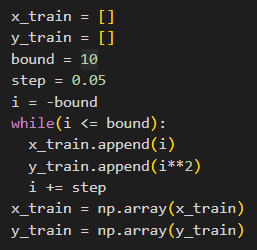 x_train = []
y_train = []
bound = 10
step = 0.05
i = -bound
while(i <= bound):
  x_train.append(i)
  y_train.append(i**2)
  i += step
x_train = np.array(x_train)
y_train = np.array(y_train)